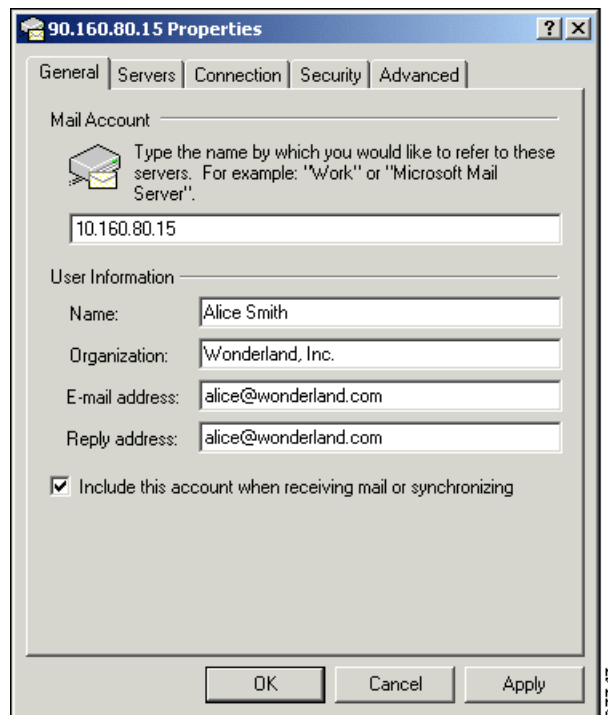 90.160.80.15 Properties
General Servers Connection Security Advanced
Mail Account
Type the name by which you would like to refer to these
servers. For example: "Work" or "Microsoft Mail
Server".
10.160.80.15
User Information
Name: Alice Smith
Organization: Wonderland, Inc.
E-mail address: alice@wonderland.com
Reply address: alice@wonderland.com
Include this account when receiving mail or synchronizing
OK Cancel Apply